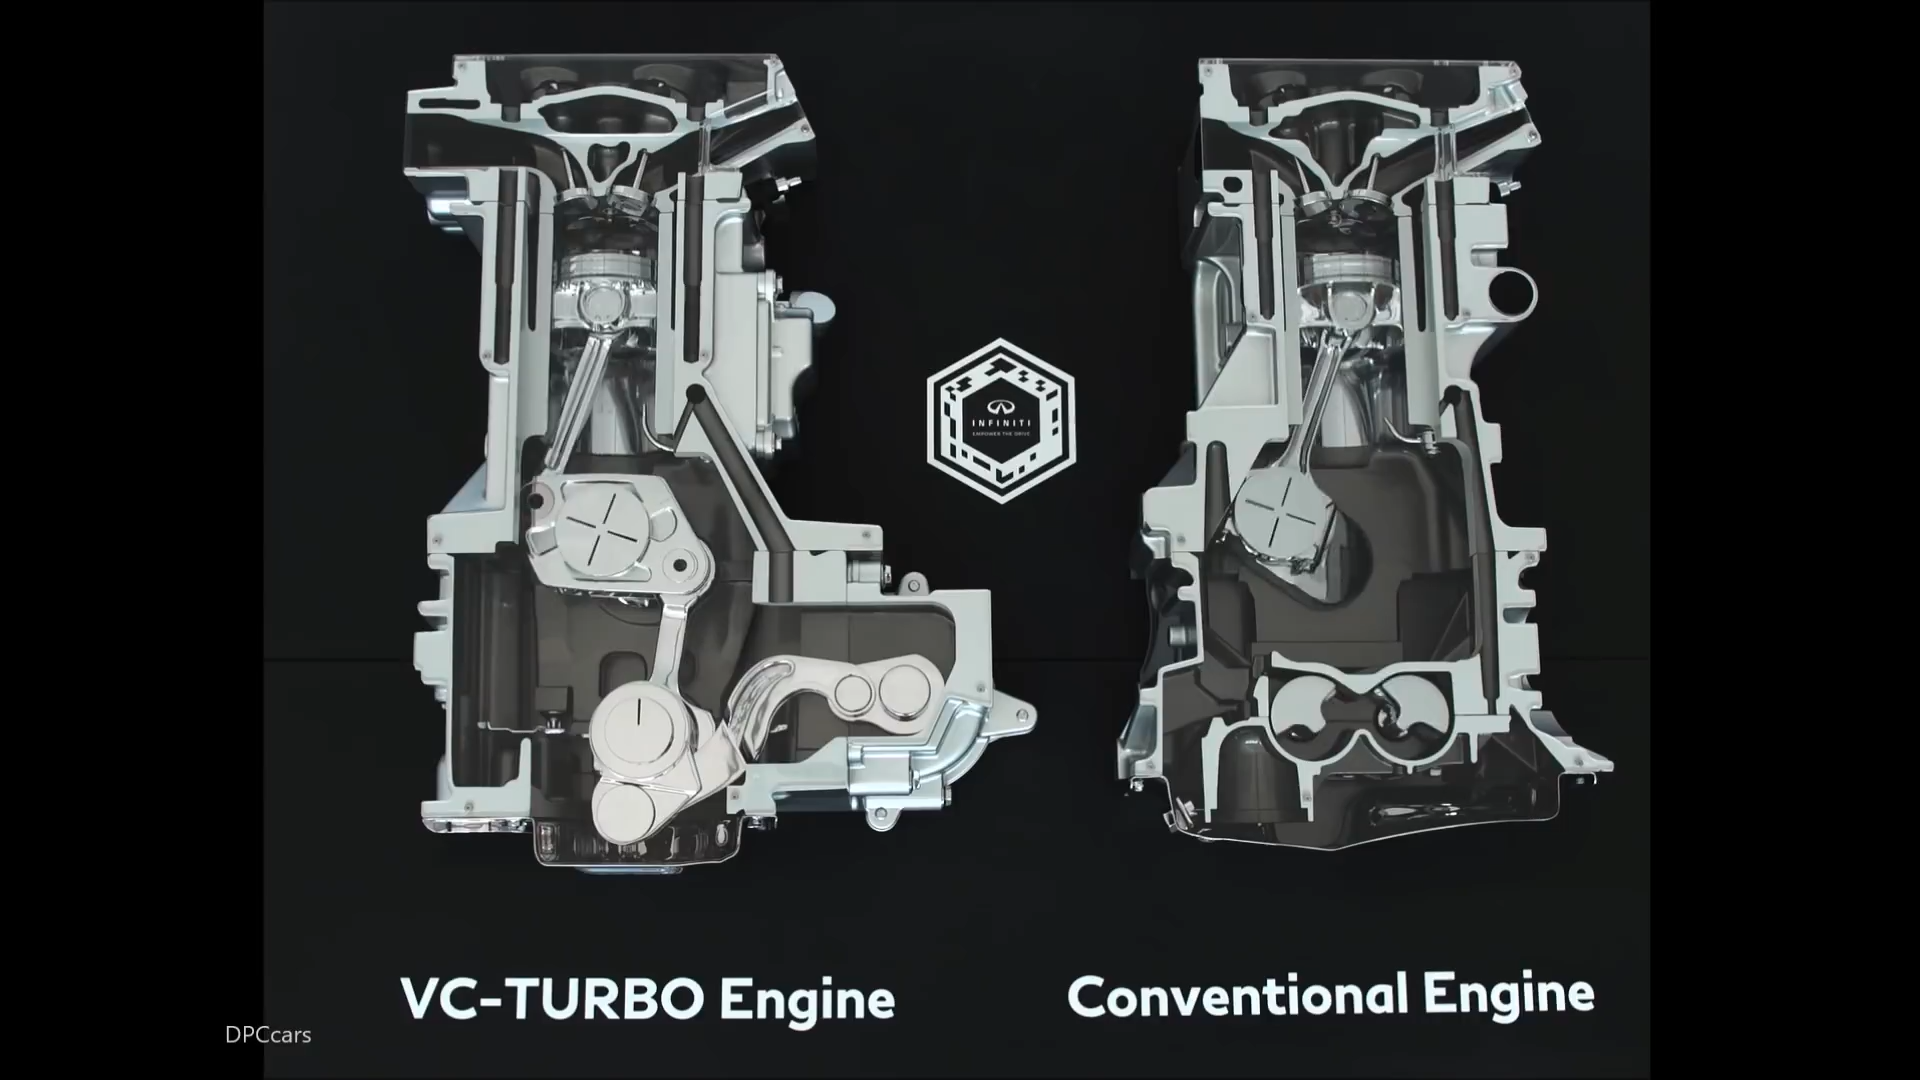 INFINITI
EMPOWER THE DRIVE
VC-TURBO Engine
Conventional Engine
DPCcars